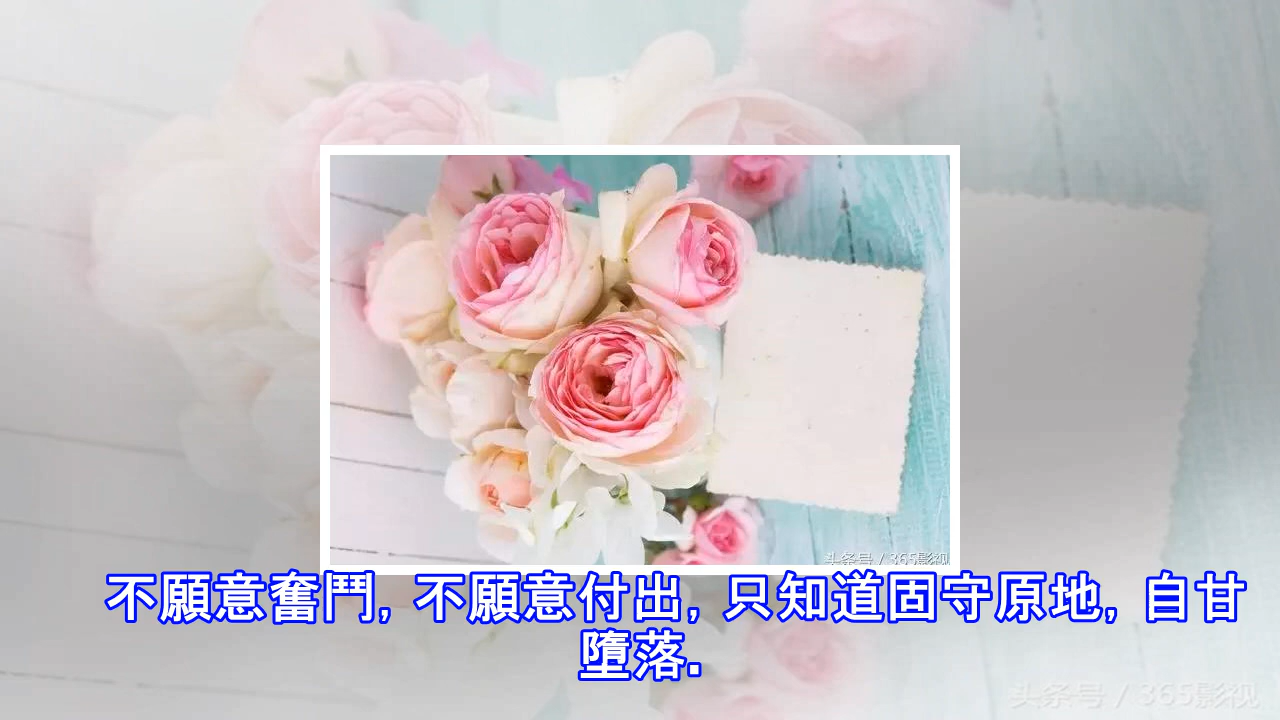 头条号 / 365影视
不願意奮鬥, 不願意付出, 只知道固守原地, 自甘
墮落.
头条号 / 365影视